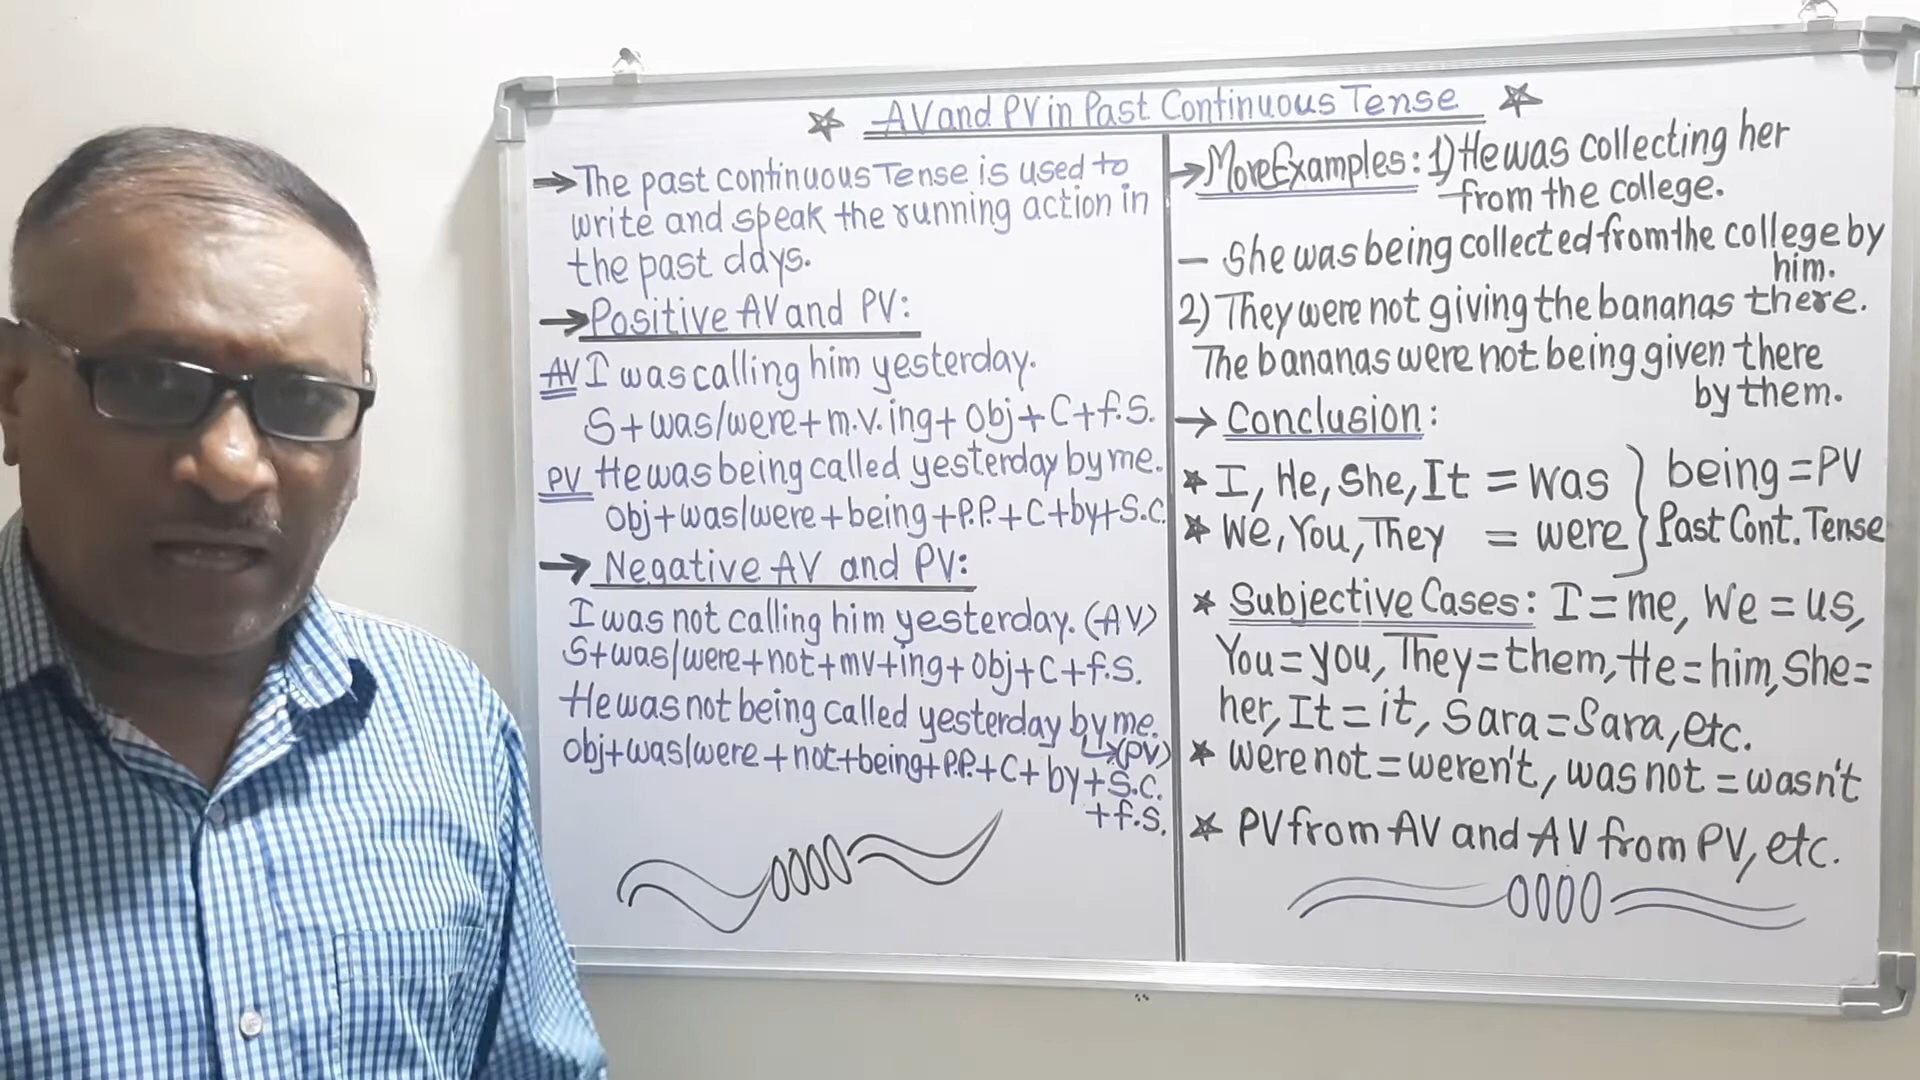 AV and PV in Past Continuous Tense
→ The past continuous Tense is used to
write and speak the running action in
the past days.
→ Positive AV and PV:
AV I was calling him yesterday.
S+was/were+m.v.ing+Obj+C+f.S.
PV He was being called yesterday by me.
Obj+was/were+being+P.P.+C+by+S.C.
→ Negative AV and PV:
I was not calling him yesterday. (AV)
S+was/were+not+mv+ing+Obj+C+f.S.
He was not being called yesterday by me.
↳(PV)
Obj+was/were+not+being+P.P.+C+by+S.C.
+f.S.
→ More Examples: 1) He was collecting her
from the college.
– She was being collected from the college by
him.
2) They were not giving the bananas there.
The bananas were not being given there
by them.
→ Conclusion:
★ I, He, She, It = was } being = PV
★ We, You, They = were } Past Cont. Tense
★ Subjective Cases: I = me, We = us,
You = you, They = them, He = him, She =
her, It = it, Sara = Sara, etc.
★ were not = weren't, was not = wasn't
★ PV from AV and AV from PV, etc.